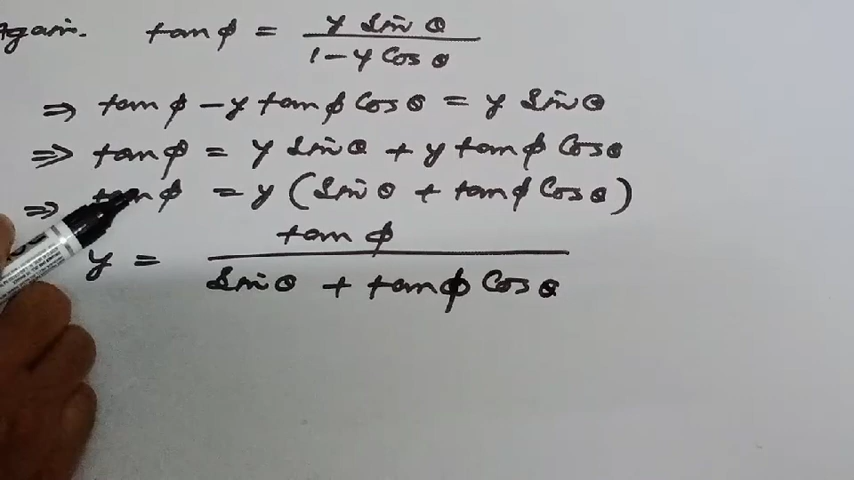 Again. tan φ = y Sin θ / 1 - y Cos θ
⇒ tan φ - y tan φ Cos θ = y Sin θ
⇒ tan φ = y Sin θ + y tan φ Cos θ
⇒ tan φ = y (Sin θ + tan φ Cos θ)
y = tan φ / Sin θ + tan φ Cos θ